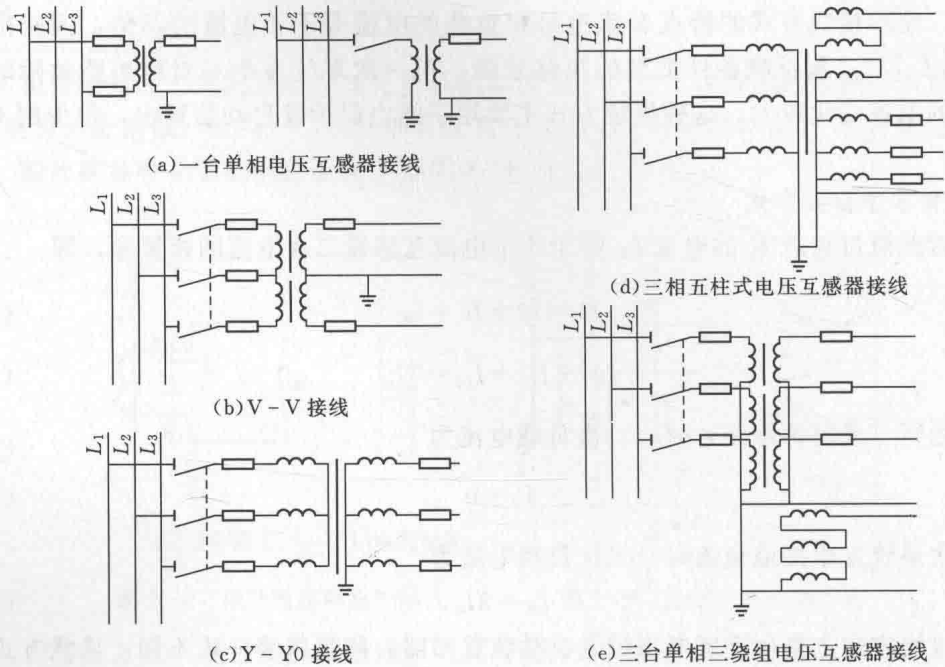 L₁ L₂ L₃
L₁ L₂ L₃
(a)一台单相电压互感器接线
L₁ L₂ L₃
(b)V－V接线
L₁ L₂ L₃
(c)Y－Y0接线
L₁ L₂ L₃
(d)三相五柱式电压互感器接线
L₁ L₂ L₃
(e)三台单相三绕组电压互感器接线